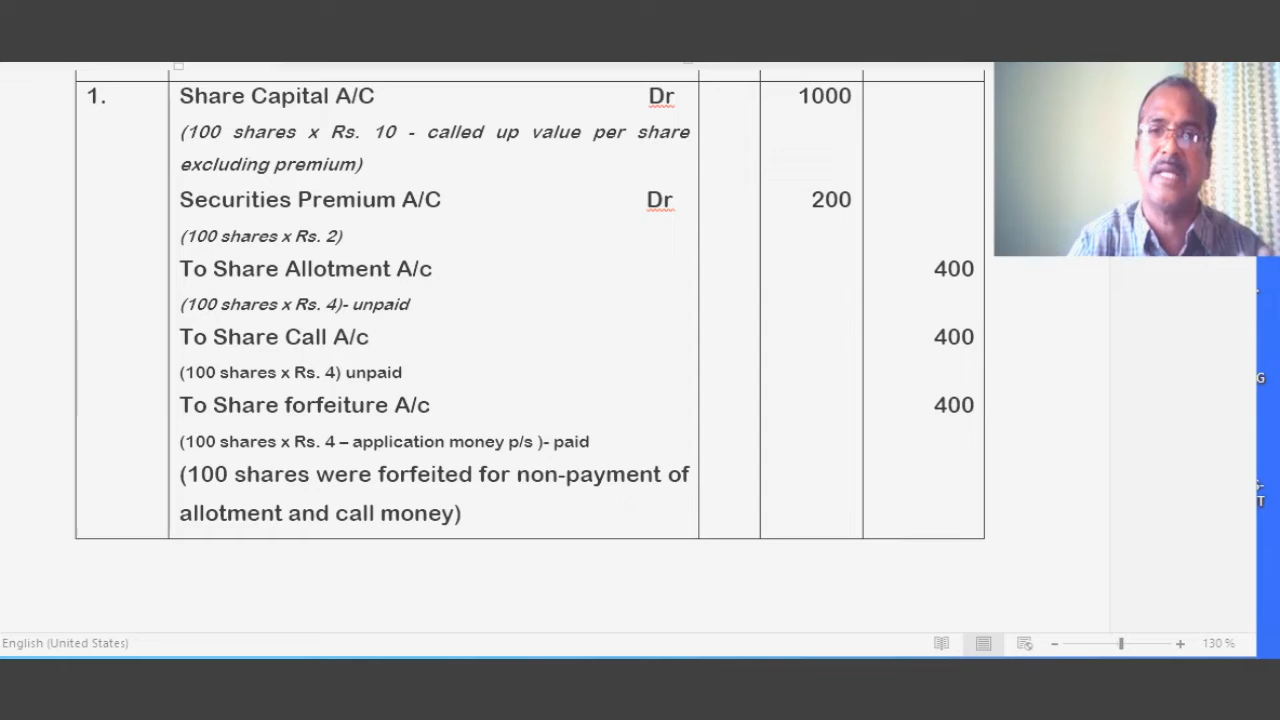 1. Share Capital A/C Dr 1000
(100 shares x Rs. 10 - called up value per share
excluding premium)
Securities Premium A/C Dr 200
(100 shares x Rs. 2)
To Share Allotment A/c 400
(100 shares x Rs. 4)- unpaid
To Share Call A/c 400
(100 shares x Rs. 4) unpaid
To Share forfeiture A/c 400
(100 shares x Rs. 4 – application money p/s )- paid
(100 shares were forfeited for non-payment of
allotment and call money)
G
T
English (United States) 130 %